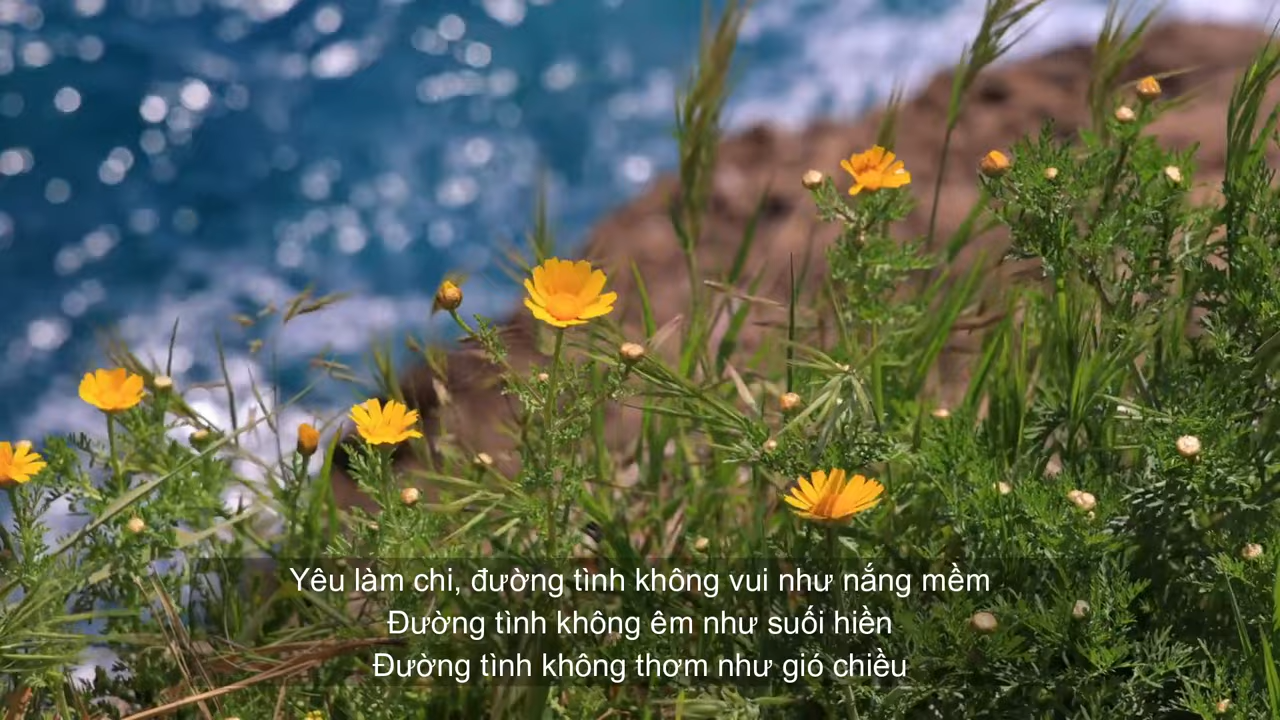 Yêu làm chi, đường tình không vui như nắng mềm
Đường tình không êm như suối hiền
Đường tình không thơm như gió chiều